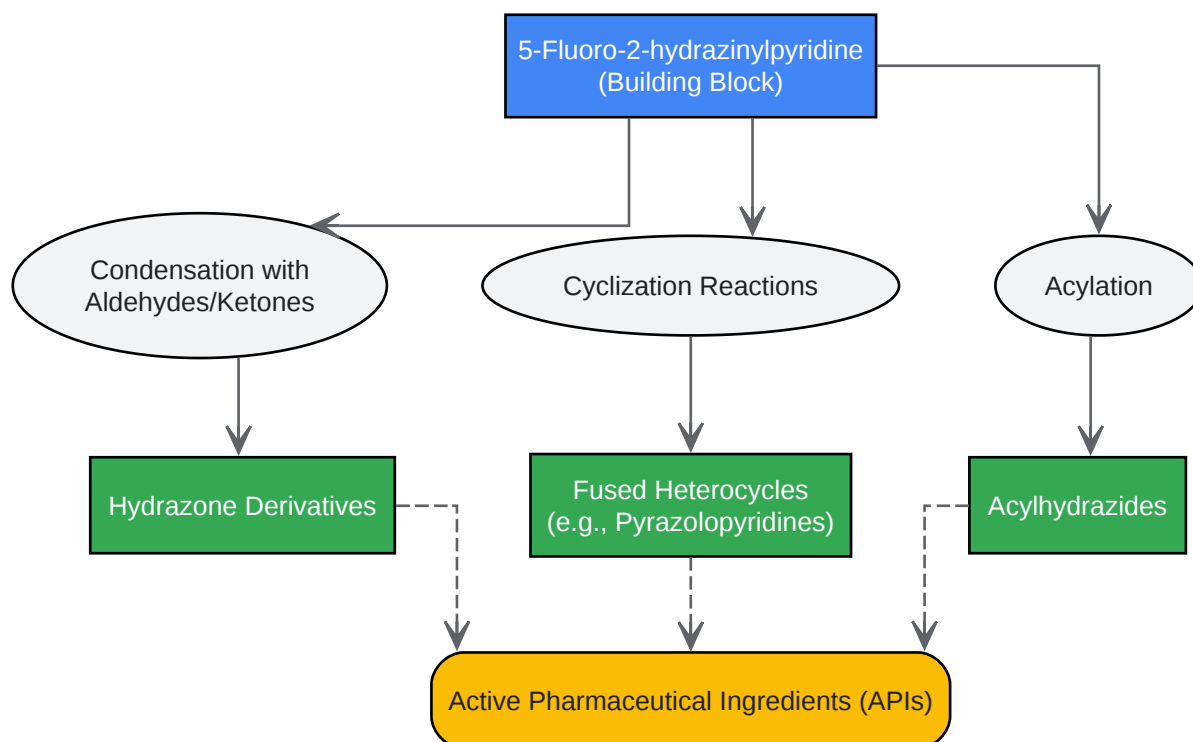 5-Fluoro-2-hydrazinylpyridine
(Building Block)
Condensation with
Aldehydes/Ketones
Cyclization Reactions
Acylation
Hydrazone Derivatives
Fused Heterocycles
(e.g., Pyrazolopyridines)
Acylhydrazides
Active Pharmaceutical Ingredients (APIs)